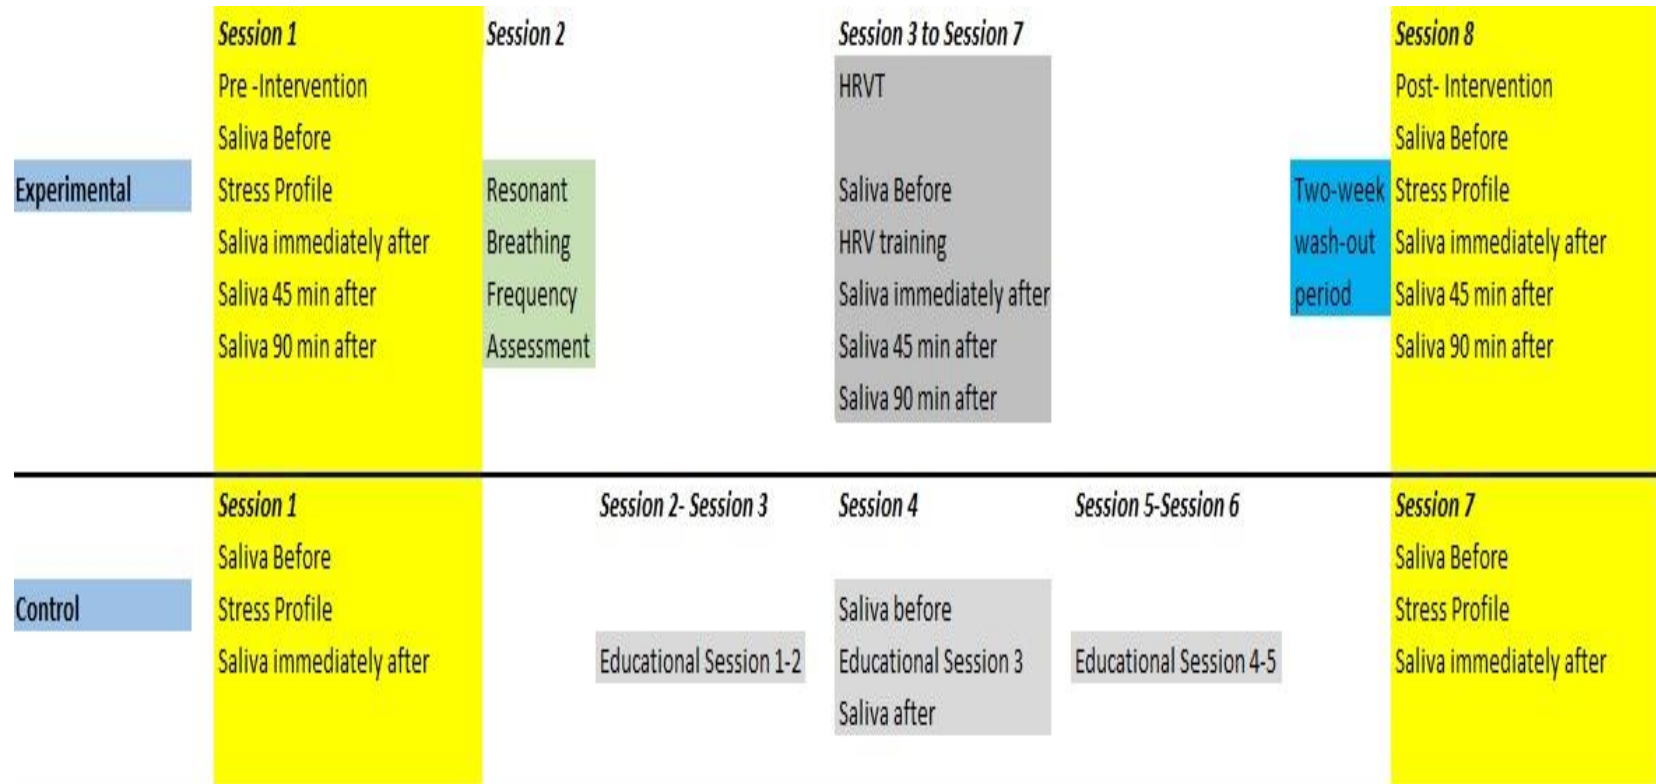 Session 1
Session 2
Session 3 to Session 7
Session 8
Pre -Intervention
HRVT
Post- Intervention
Saliva Before
Saliva Before
Experimental
Stress Profile
Resonant
Saliva Before
Two-week
Stress Profile
Saliva immediately after
Breathing
HRV training
wash-out
Saliva immediately after
Saliva 45 min after
Frequency
Saliva immediately after
period
Saliva 45 min after
Saliva 90 min after
Assessment
Saliva 45 min after
Saliva 90 min after
Saliva 90 min after
Session 1
Session 2- Session 3
Session 4
Session 5-Session 6
Session 7
Saliva Before
Saliva Before
Control
Stress Profile
Saliva before
Stress Profile
Saliva immediately after
Educational Session 1-2
Educational Session 3
Educational Session 4-5
Saliva immediately after
Saliva after